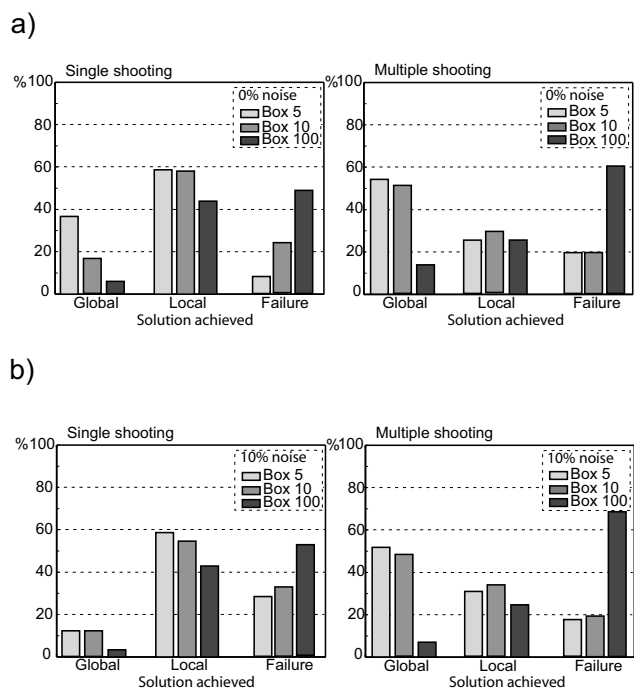 a)
Single shooting
%100
80
60
40
20
0
0% noise
Box 5
Box 10
Box 100
Global Local Failure
Solution achieved
Multiple shooting
%100
80
60
40
20
0
0% noise
Box 5
Box 10
Box 100
Global Local Failure
Solution achieved
b)
Single shooting
%100
80
60
40
20
0
10% noise
Box 5
Box 10
Box 100
Global Local Failure
Solution achieved
Multiple shooting
%100
80
60
40
20
0
10% noise
Box 5
Box 10
Box 100
Global Local Failure
Solution achieved